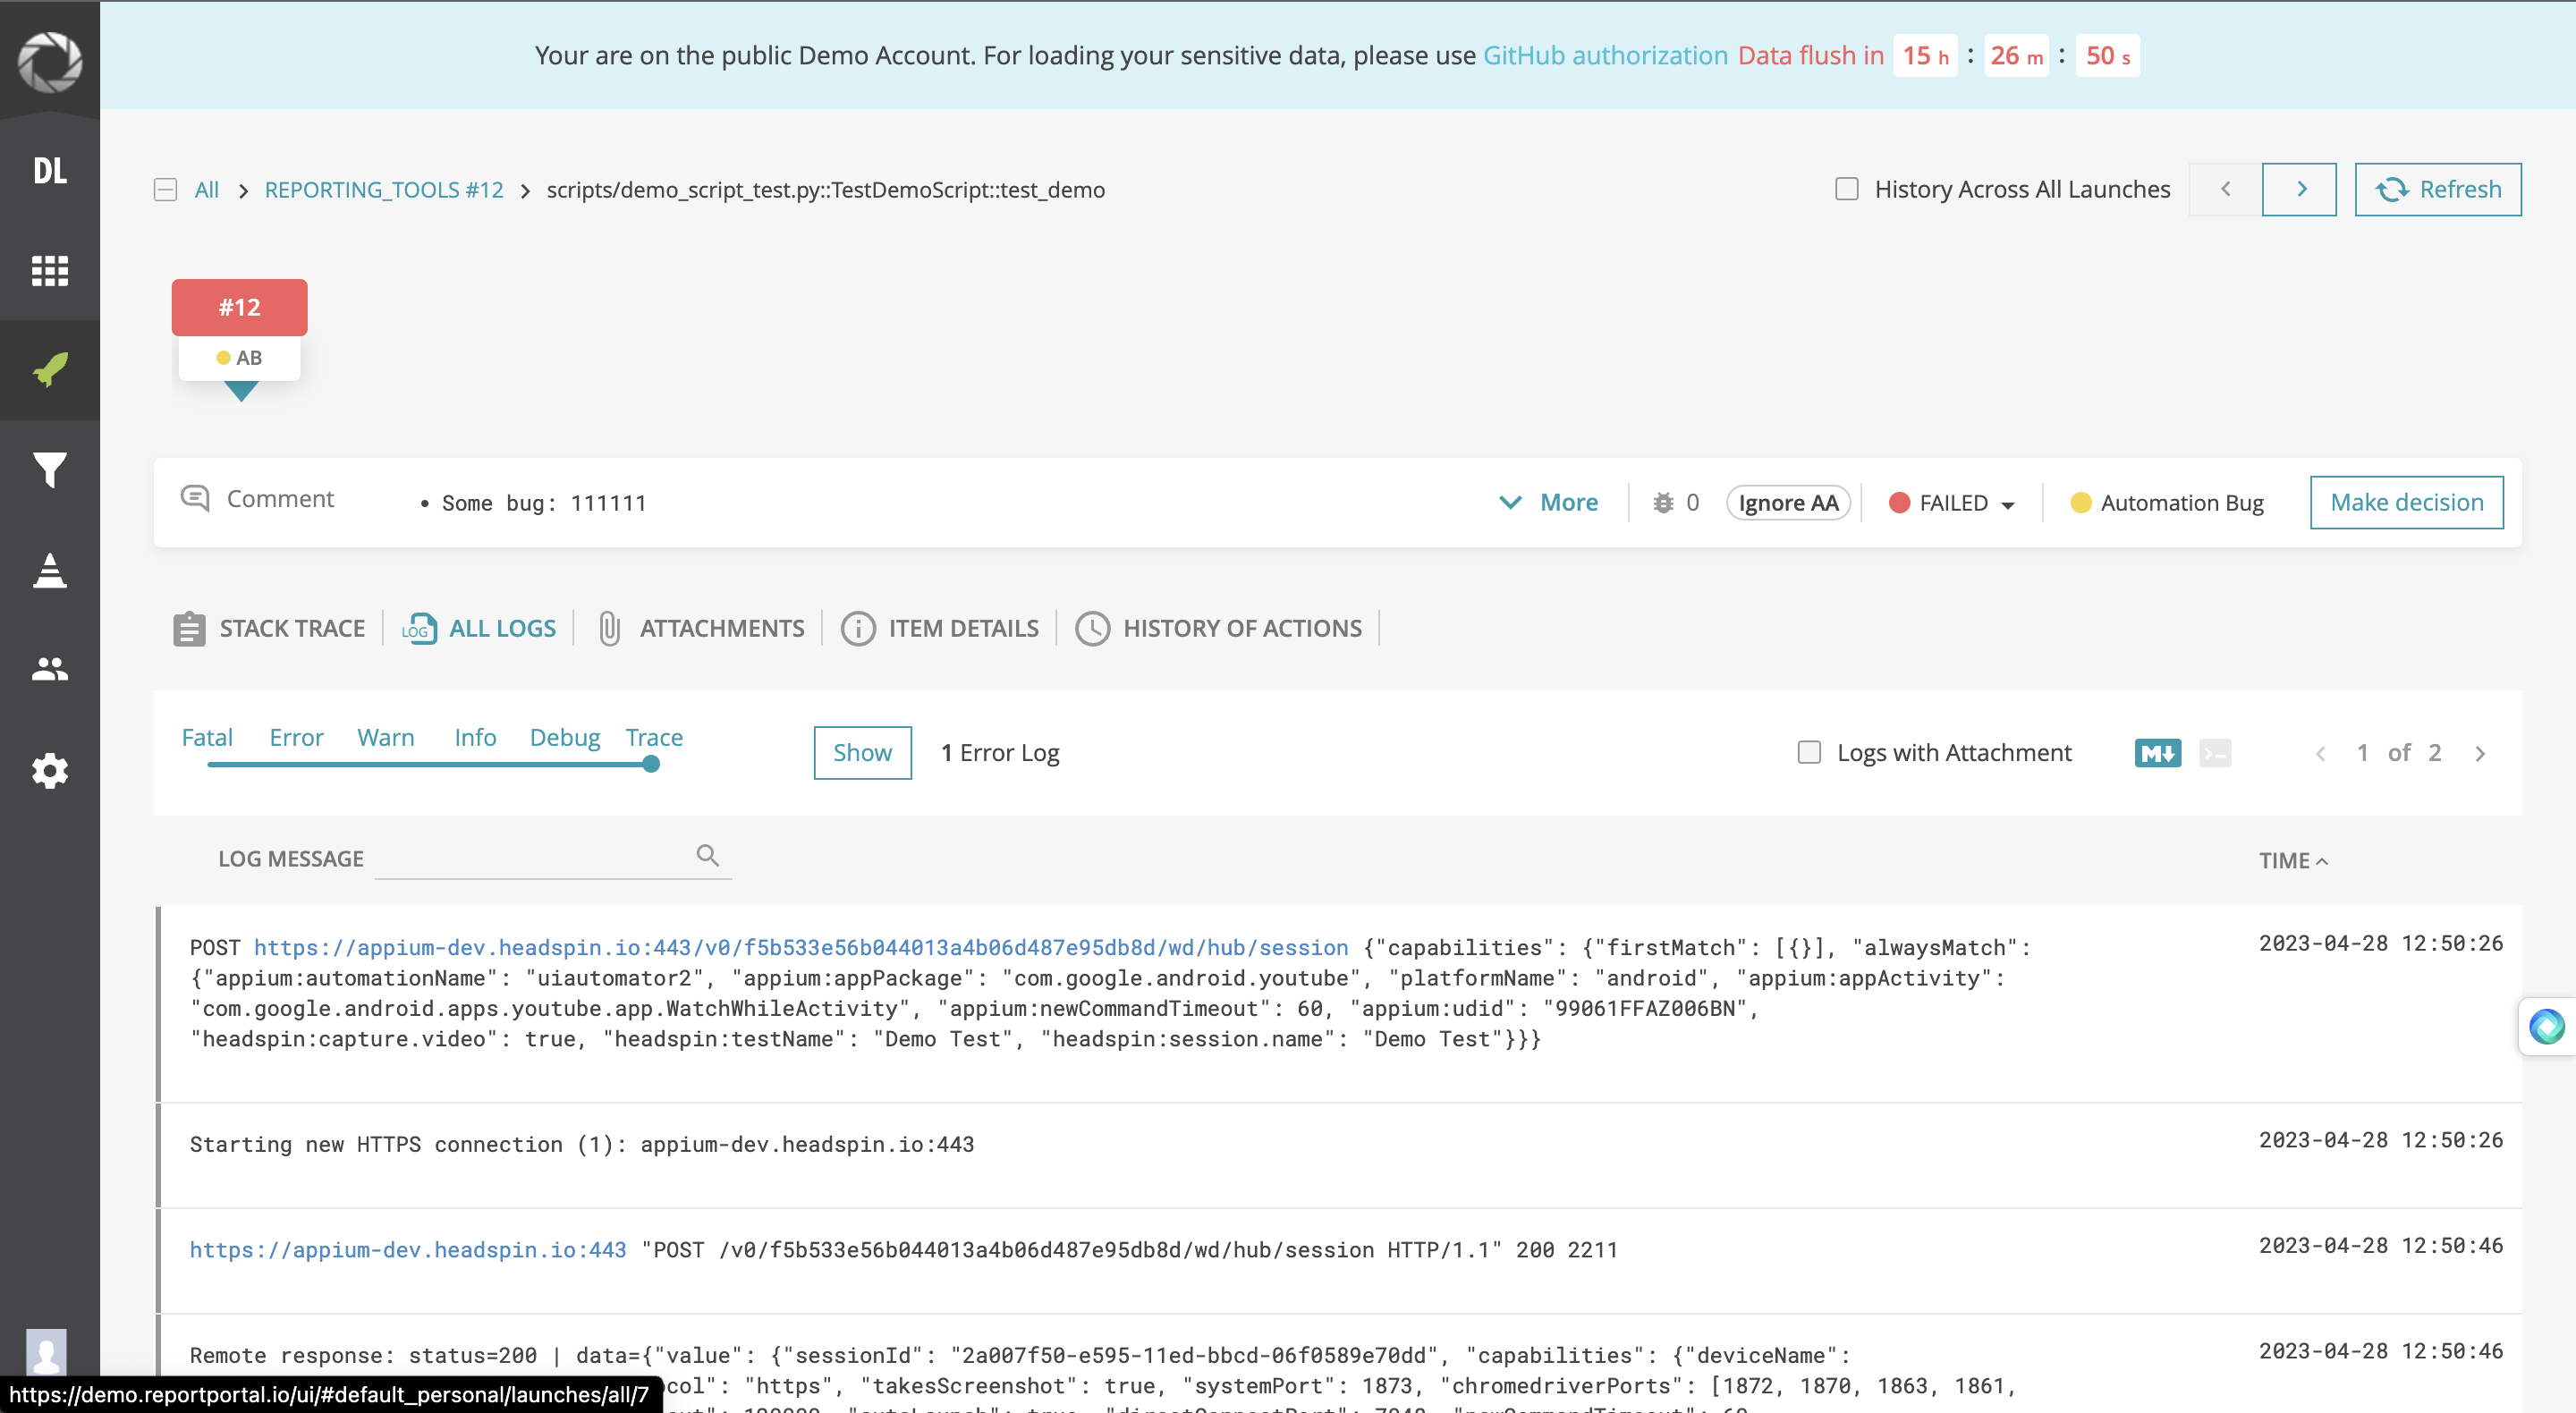 Your are on the public Demo Account. For loading your sensitive data, please use GitHub authorization Data flush in 15 h : 26 m : 50 s
DL
All > REPORTING_TOOLS #12 > scripts/demo_script_test.py::TestDemoScript::test_demo
History Across All Launches
Refresh
#12
AB
Comment
• Some bug: 111111
More
0
Ignore AA
FAILED
Automation Bug
Make decision
STACK TRACE
LOG ALL LOGS
ATTACHMENTS
ITEM DETAILS
HISTORY OF ACTIONS
Fatal Error Warn Info Debug Trace
Show
1 Error Log
Logs with Attachment
M
1 of 2
LOG MESSAGE
TIME
POST https://appium-dev.headspin.io:443/v0/f5b533e56b044013a4b06d487e95db8d/wd/hub/session {"capabilities": {"firstMatch": [{}], "alwaysMatch":
{"appium:automationName": "uiautomator2", "appium:appPackage": "com.google.android.youtube", "platformName": "android", "appium:appActivity":
"com.google.android.apps.youtube.app.WatchWhileActivity", "appium:newCommandTimeout": 60, "appium:udid": "99061FFAZ006BN",
"headspin:capture.video": true, "headspin:testName": "Demo Test", "headspin:session.name": "Demo Test"}}}
2023-04-28 12:50:26
Starting new HTTPS connection (1): appium-dev.headspin.io:443
2023-04-28 12:50:26
https://appium-dev.headspin.io:443 "POST /v0/f5b533e56b044013a4b06d487e95db8d/wd/hub/session HTTP/1.1" 200 2211
2023-04-28 12:50:46
Remote response: status=200 | data={"value": {"sessionId": "2a007f50-e595-11ed-bbcd-06f0589e70dd", "capabilities": {"deviceName":
2023-04-28 12:50:46
col": "https", "takesScreenshot": true, "systemPort": 1873, "chromedriverPorts": [1872, 1870, 1863, 1861,
https://demo.reportportal.io/ui/#default_personal/launches/all/7